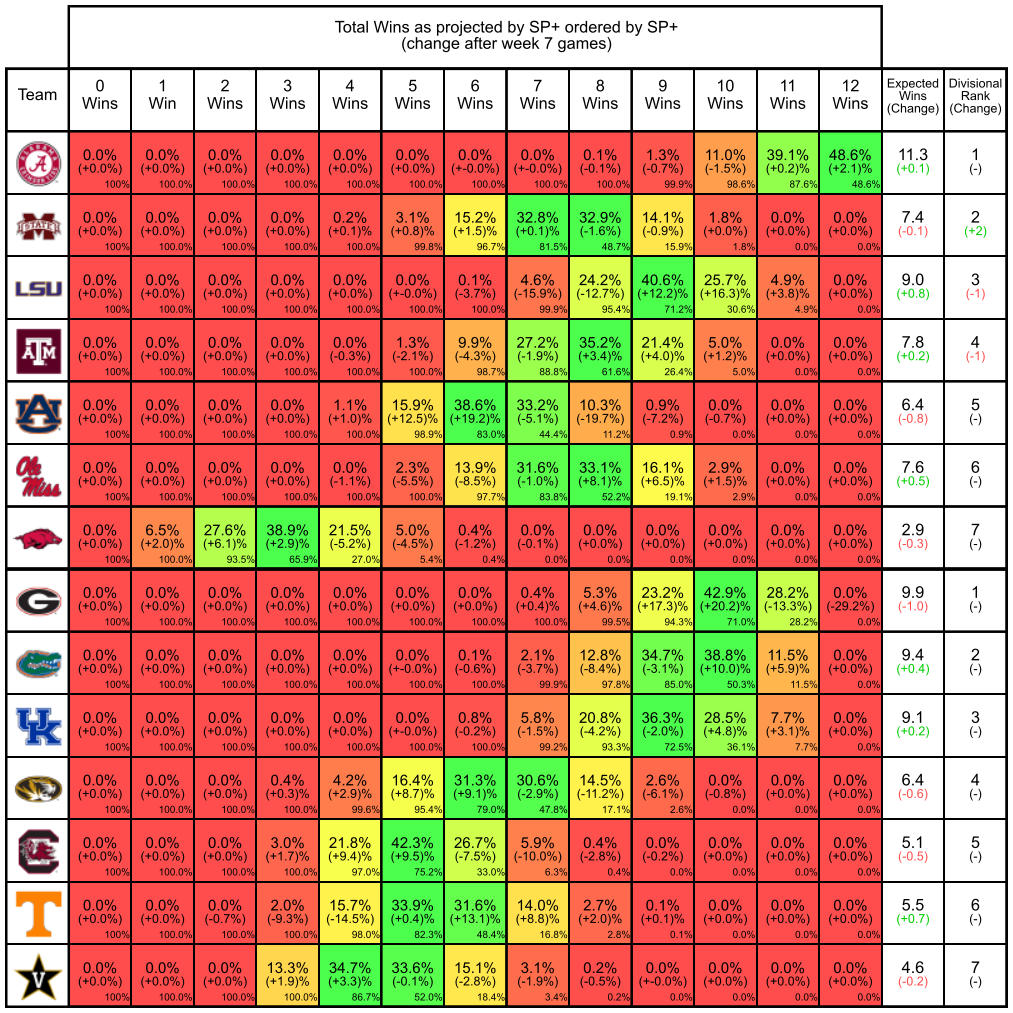 Total Wins as projected by SP+ ordered by SP+
(change after week 7 games)
Team 0 Wins 1 Win 2 Wins 3 Wins 4 Wins 5 Wins 6 Wins 7 Wins 8 Wins 9 Wins 10 Wins 11 Wins 12 Wins Expected Wins (Change) Divisional Rank (Change)
ALABAMA A CRIMSON TIDE
0.0% 0.0% 0.0% 0.0% 0.0% 0.0% 0.0% 0.0% 0.1% 1.3% 11.0% 39.1% 48.6% 11.3 1
(+0.0%) (+0.0%) (+0.0%) (+0.0%) (+0.0%) (+0.0%) (+-0.0%) (+-0.0%) (-0.1%) (-0.7%) (-1.5%) (+0.2)% (+2.1)% (+0.1) (-)
100% 100.0% 100.0% 100.0% 100.0% 100.0% 100.0% 100.0% 100.0% 99.9% 98.6% 87.6% 48.6%
STATE
0.0% 0.0% 0.0% 0.0% 0.2% 3.1% 15.2% 32.8% 32.9% 14.1% 1.8% 0.0% 0.0% 7.4 2
(+0.0%) (+0.0%) (+0.0%) (+0.0%) (+0.1)% (+0.8)% (+1.5)% (+0.1)% (-1.6%) (-0.9%) (+0.0%) (+0.0%) (+0.0%) (-0.1) (+2)
100% 100.0% 100.0% 100.0% 100.0% 99.8% 96.7% 81.5% 48.7% 15.9% 1.8% 0.0% 0.0%
LSU
0.0% 0.0% 0.0% 0.0% 0.0% 0.0% 0.1% 4.6% 24.2% 40.6% 25.7% 4.9% 0.0% 9.0 3
(+0.0%) (+0.0%) (+0.0%) (+0.0%) (+0.0%) (+-0.0%) (-3.7%) (-15.9%) (-12.7%) (+12.2)% (+16.3)% (+3.8)% (+0.0%) (+0.8) (-1)
100% 100.0% 100.0% 100.0% 100.0% 100.0% 100.0% 99.9% 95.4% 71.2% 30.6% 4.9% 0.0%
ATM
0.0% 0.0% 0.0% 0.0% 0.0% 1.3% 9.9% 27.2% 35.2% 21.4% 5.0% 0.0% 0.0% 7.8 4
(+0.0%) (+0.0%) (+0.0%) (+0.0%) (-0.3%) (-2.1%) (-4.3%) (-1.9%) (+3.4)% (+4.0)% (+1.2)% (+0.0%) (+0.0%) (+0.2) (-1)
100% 100.0% 100.0% 100.0% 100.0% 100.0% 98.7% 88.8% 61.6% 26.4% 5.0% 0.0% 0.0%
AU
0.0% 0.0% 0.0% 0.0% 1.1% 15.9% 38.6% 33.2% 10.3% 0.9% 0.0% 0.0% 0.0% 6.4 5
(+0.0%) (+0.0%) (+0.0%) (+0.0%) (+1.0)% (+12.5)% (+19.2)% (-5.1%) (-19.7%) (-7.2%) (-0.7%) (+0.0%) (+0.0%) (-0.8) (-)
100% 100.0% 100.0% 100.0% 100.0% 98.9% 83.0% 44.4% 11.2% 0.9% 0.0% 0.0% 0.0%
Ole Miss
0.0% 0.0% 0.0% 0.0% 0.0% 2.3% 13.9% 31.6% 33.1% 16.1% 2.9% 0.0% 0.0% 7.6 6
(+0.0%) (+0.0%) (+0.0%) (+0.0%) (-1.1%) (-5.5%) (-8.5%) (-1.0%) (+8.1)% (+6.5)% (+1.5)% (+0.0%) (+0.0%) (+0.5) (-)
100% 100.0% 100.0% 100.0% 100.0% 100.0% 97.7% 83.8% 52.2% 19.1% 2.9% 0.0% 0.0%
0.0% 6.5% 27.6% 38.9% 21.5% 5.0% 0.4% 0.0% 0.0% 0.0% 0.0% 0.0% 0.0% 2.9 7
(+0.0%) (+2.0)% (+6.1)% (+2.9)% (-5.2%) (-4.5%) (-1.2%) (-0.1%) (+0.0%) (+0.0%) (+0.0%) (+0.0%) (+0.0%) (-0.3) (-)
100% 100.0% 93.5% 65.9% 27.0% 5.4% 0.4% 0.0% 0.0% 0.0% 0.0% 0.0% 0.0%
G
0.0% 0.0% 0.0% 0.0% 0.0% 0.0% 0.0% 0.4% 5.3% 23.2% 42.9% 28.2% 0.0% 9.9 1
(+0.0%) (+0.0%) (+0.0%) (+0.0%) (+0.0%) (+0.0%) (+0.0%) (+0.4)% (+4.6)% (+17.3)% (+20.2)% (-13.3%) (-29.2%) (-1.0) (-)
100% 100.0% 100.0% 100.0% 100.0% 100.0% 100.0% 100.0% 99.5% 94.3% 71.0% 28.2% 0.0%
0.0% 0.0% 0.0% 0.0% 0.0% 0.0% 0.1% 2.1% 12.8% 34.7% 38.8% 11.5% 0.0% 9.4 2
(+0.0%) (+0.0%) (+0.0%) (+0.0%) (+0.0%) (+-0.0%) (-0.6%) (-3.7%) (-8.4%) (-3.1%) (+10.0)% (+5.9)% (+0.0%) (+0.4) (-)
100% 100.0% 100.0% 100.0% 100.0% 100.0% 100.0% 99.9% 97.8% 85.0% 50.3% 11.5% 0.0%
UK
0.0% 0.0% 0.0% 0.0% 0.0% 0.0% 0.8% 5.8% 20.8% 36.3% 28.5% 7.7% 0.0% 9.1 3
(+0.0%) (+0.0%) (+0.0%) (+0.0%) (+0.0%) (+-0.0%) (-0.2%) (-1.5%) (-4.2%) (-2.0%) (+4.8)% (+3.1)% (+0.0%) (+0.2) (-)
100% 100.0% 100.0% 100.0% 100.0% 100.0% 100.0% 99.2% 93.3% 72.5% 36.1% 7.7% 0.0%
0.0% 0.0% 0.0% 0.4% 4.2% 16.4% 31.3% 30.6% 14.5% 2.6% 0.0% 0.0% 0.0% 6.4 4
(+0.0%) (+0.0%) (+0.0%) (+0.3)% (+2.9)% (+8.7)% (+9.1)% (-2.9%) (-11.2%) (-6.1%) (-0.8%) (+0.0%) (+0.0%) (-0.6) (-)
100% 100.0% 100.0% 100.0% 99.6% 95.4% 79.0% 47.8% 17.1% 2.6% 0.0% 0.0% 0.0%
0.0% 0.0% 0.0% 3.0% 21.8% 42.3% 26.7% 5.9% 0.4% 0.0% 0.0% 0.0% 0.0% 5.1 5
(+0.0%) (+0.0%) (+0.0%) (+1.7)% (+9.4)% (+9.5)% (-7.5%) (-10.0%) (-2.8%) (-0.2%) (+0.0%) (+0.0%) (+0.0%) (-0.5) (-)
100% 100.0% 100.0% 100.0% 97.0% 75.2% 33.0% 6.3% 0.4% 0.0% 0.0% 0.0% 0.0%
T
0.0% 0.0% 0.0% 2.0% 15.7% 33.9% 31.6% 14.0% 2.7% 0.1% 0.0% 0.0% 0.0% 5.5 6
(+0.0%) (+0.0%) (-0.7%) (-9.3%) (-14.5%) (+0.4)% (+13.1)% (+8.8)% (+2.0)% (+0.1)% (+0.0%) (+0.0%) (+0.0%) (+0.7) (-)
100% 100.0% 100.0% 100.0% 98.0% 82.3% 48.4% 16.8% 2.8% 0.1% 0.0% 0.0% 0.0%
V
0.0% 0.0% 0.0% 13.3% 34.7% 33.6% 15.1% 3.1% 0.2% 0.0% 0.0% 0.0% 0.0% 4.6 7
(+0.0%) (+0.0%) (+0.0%) (+1.9)% (+3.3)% (-0.1%) (-2.8%) (-1.9%) (-0.5%) (+-0.0%) (+0.0%) (+0.0%) (+0.0%) (-0.2) (-)
100% 100.0% 100.0% 100.0% 86.7% 52.0% 18.4% 3.4% 0.2% 0.0% 0.0% 0.0% 0.0%